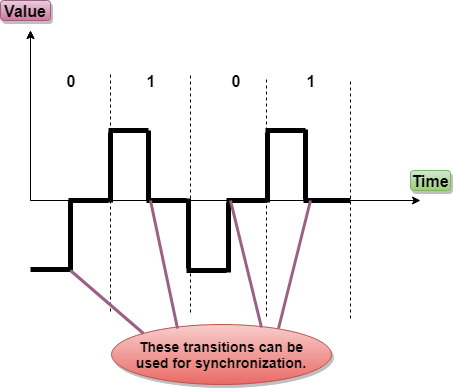 Value
0 1 0 1
Time
These transitions can be
used for synchronization.